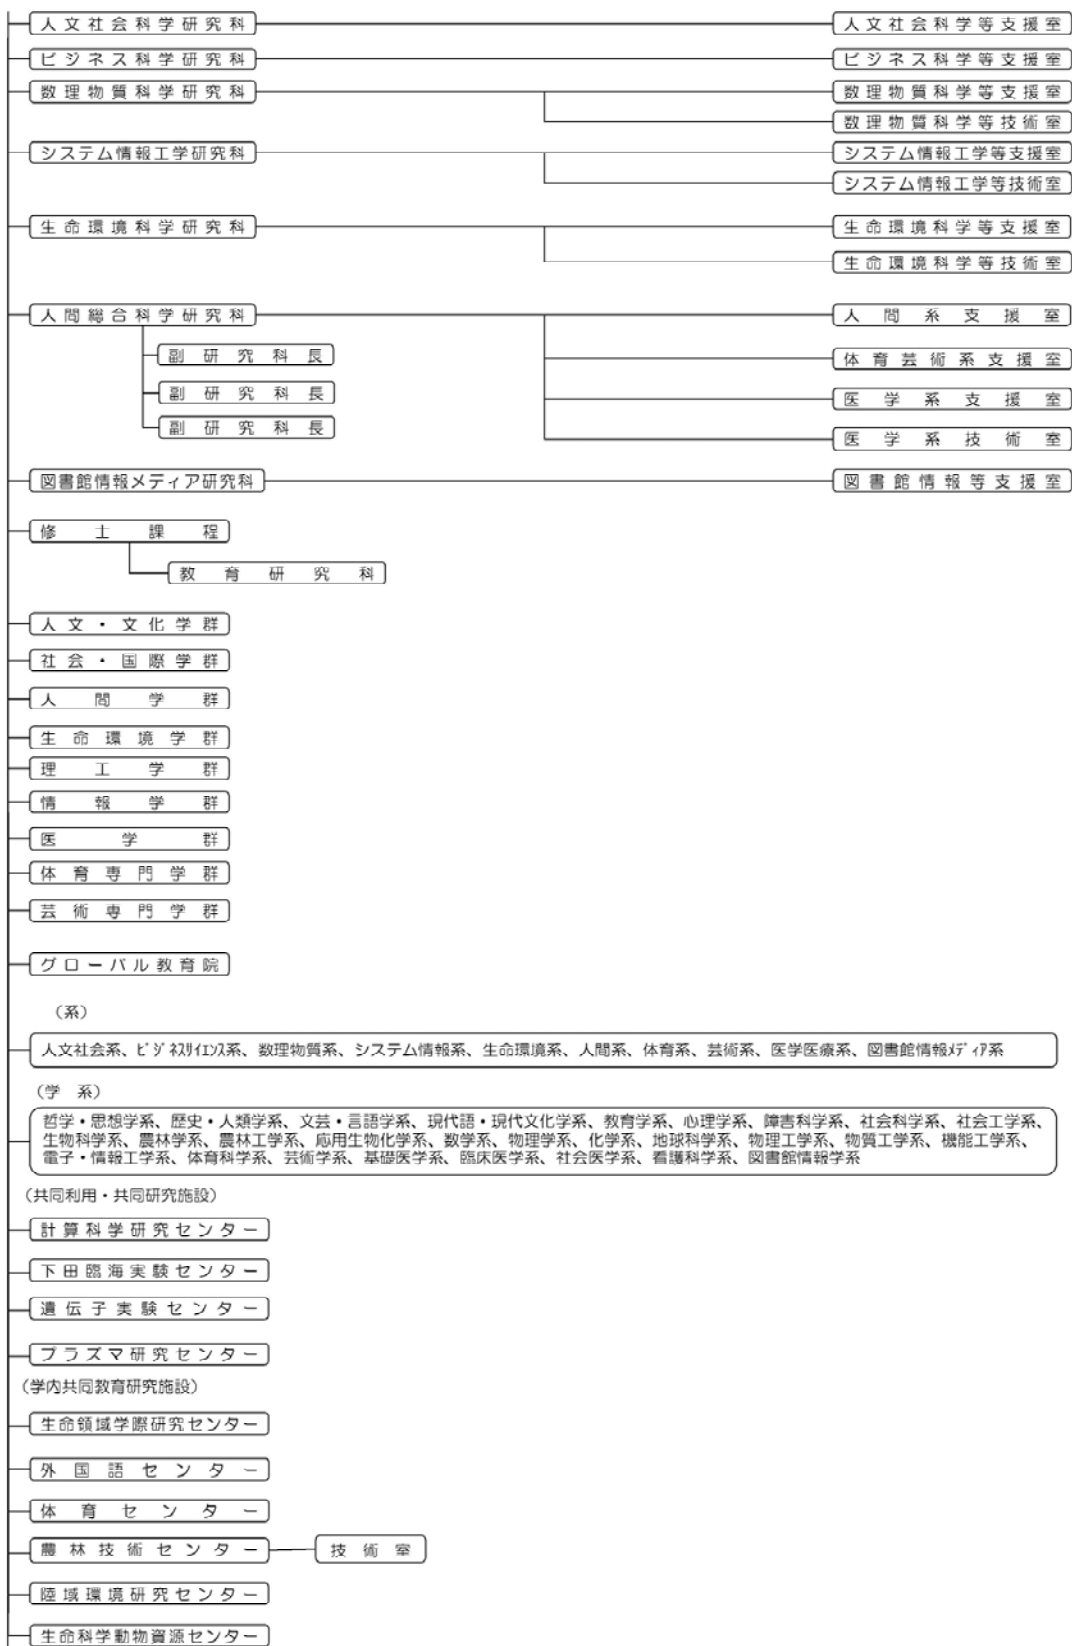 人文社会科学研究科 人文社会科学等支援室
ビジネス科学研究科 ビジネス科学等支援室
数理物質科学研究科 数理物質科学等支援室
数理物質科学等技術室
システム情報工学研究科 システム情報工学等支援室
システム情報工学等技術室
生命環境科学研究科 生命環境科学等支援室
生命環境科学等技術室
人間総合科学研究科 人間系支援室
副研究科長 体育芸術系支援室
副研究科長 医学系支援室
副研究科長 医学系技術室
図書館情報メディア研究科 図書館情報等支援室
修士課程
教育研究科
人文・文化学群
社会・国際学群
人間学群
生命環境学群
理工学群
情報学群
医学群
体育専門学群
芸術専門学群
グローバル教育院
（系）
人文社会系、ビジネスサイエンス系、数理物質系、システム情報系、生命環境系、人間系、体育系、芸術系、医学医療系、図書館情報メディア系
（学　系）
哲学・思想学系、歴史・人類学系、文芸・言語学系、現代語・現代文化学系、教育学系、心理学系、障害科学系、社会科学系、社会工学系、
生物科学系、農林学系、農林工学系、応用生物化学系、数学系、物理学系、化学系、地球科学系、物理工学系、物質工学系、機能工学系、
電子・情報工学系、体育科学系、芸術学系、基礎医学系、臨床医学系、社会医学系、看護科学系、図書館情報学系
（共同利用・共同研究施設）
計算科学研究センター
下田臨海実験センター
遺伝子実験センター
プラズマ研究センター
（学内共同教育研究施設）
生命領域学際研究センター
外国語センター
体育センター
農林技術センター 技術室
陸域環境研究センター
生命科学動物資源センター